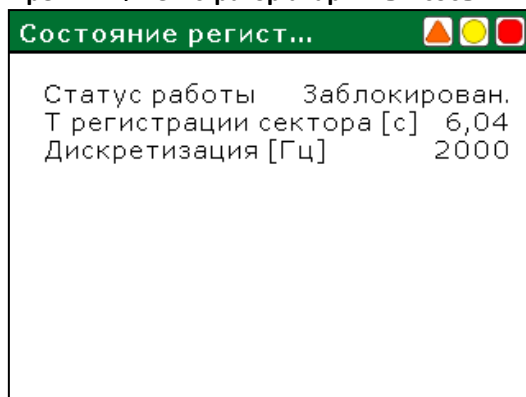 Состояние регист...
Статус работы Заблокирован.
Т регистрации сектора [с] 6,04
Дискретизация [Гц] 2000